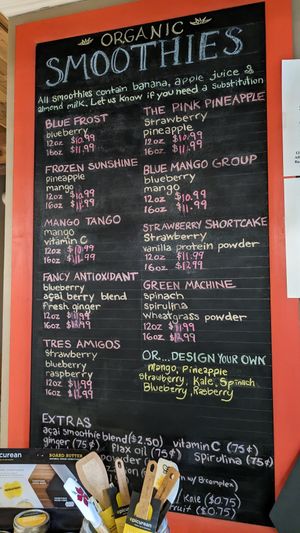 ORGANIC
SMOOTHIES
All smoothies contain banana, apple juice &
almond milk. Let us know if you need a substitution
BLUE FROST
blueberry
12oz $10.99
16oz $11.99
FROZEN SUNSHINE
pineapple
mango
12oz $10.99
16oz $11.99
MANGO TANGO
mango
vitamin C
12oz $10.99
16oz $11.99
FANCY ANTIOXIDANT
blueberry
açai berry blend
fresh ginger
12oz $11.99
16oz $12.99
TRES AMIGOS
strawberry
blueberry
raspberry
12oz $11.99
16oz $12.99
THE PINK PINEAPPLE
strawberry
pineapple
12oz $10.99
16oz $11.99
BLUE MANGO GROUP
blueberry
mango
12oz $10.99
16oz $11.99
STRAWBERRY SHORTCAKE
strawberry
vanilla protein powder
12oz $11.99
16oz $12.99
GREEN MACHINE
spinach
spirulina
wheatgrass powder
12oz $11.99
16oz $12.99
OR...DESIGN YOUR OWN
Mango, Pineapple
Strawberry, Kale, Spinach
Blueberry, Rasberry
EXTRAS
açai smoothie blend ($2.50) vitamin C (75¢)
ginger (75¢) Flax oil (75¢) Spirulina (75¢)
powder
Kale ($0.75)
fruit ($0.75)
epicurean
BOARD BUTTER
epicurean